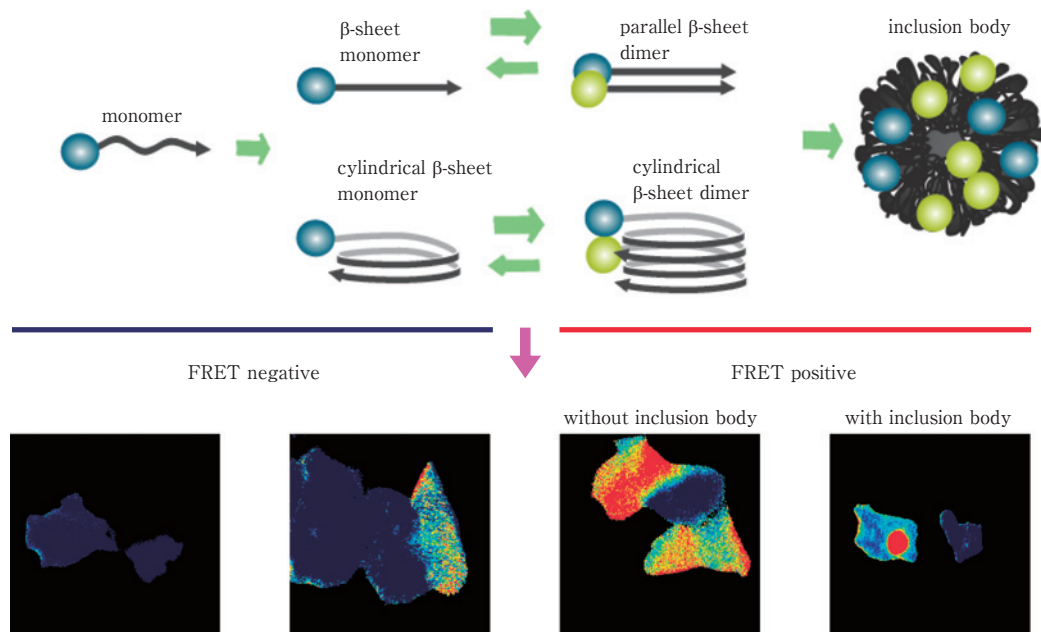 β-sheet
monomer
parallel β-sheet
dimer
inclusion body
monomer
cylindrical β-sheet
monomer
cylindrical
β-sheet dimer
FRET negative
FRET positive
without inclusion body
with inclusion body